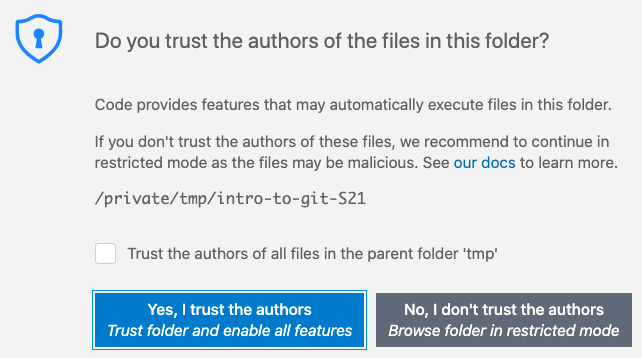 Do you trust the authors of the files in this folder?
Code provides features that may automatically execute files in this folder.
If you don't trust the authors of these files, we recommend to continue in
restricted mode as the files may be malicious. See our docs to learn more.
/private/tmp/intro-to-git-S21
Trust the authors of all files in the parent folder 'tmp'
Yes, I trust the authors
Trust folder and enable all features
No, I don't trust the authors
Browse folder in restricted mode